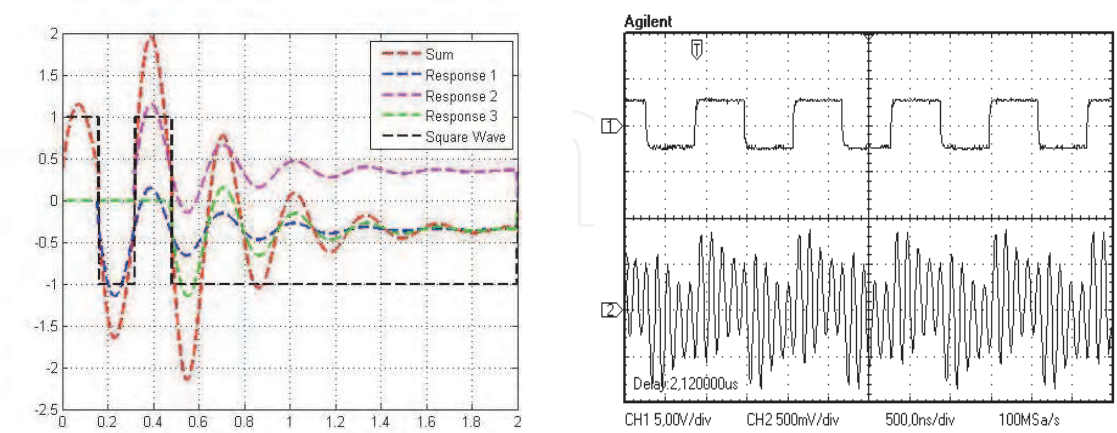 2
1.5
1
0.5
0
-0.5
-1
-1.5
-2
-2.5
0 0.2 0.4 0.6 0.8 1 1.2 1.4 1.6 1.8 2
Sum
Response 1
Response 2
Response 3
Square Wave
Agilent
T
1
2
Delay:2,120000us
CH1 5,00V/div CH2 500mV/div 500,0ns/div 100MSa/s